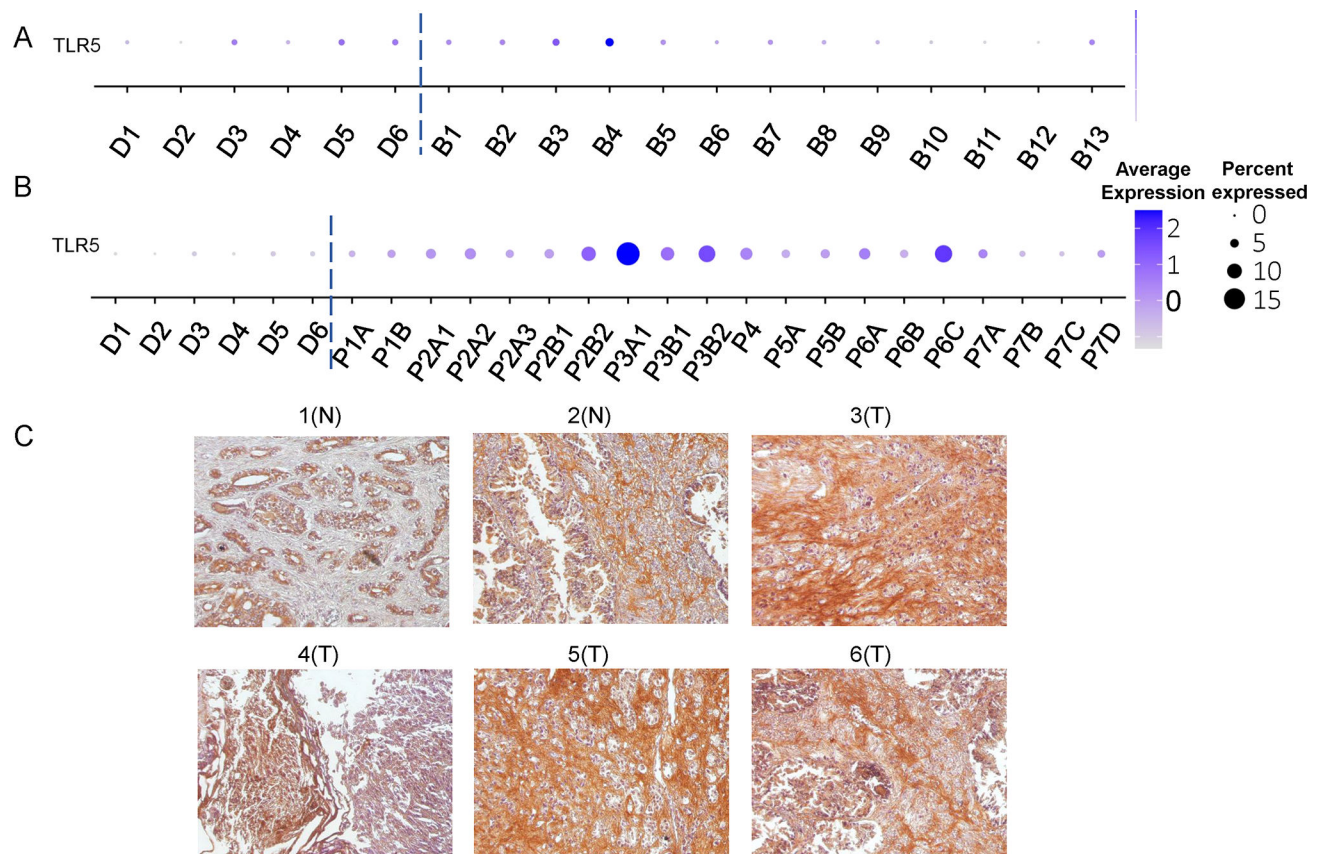 A
TLR5
D1 D2 D3 D4 D5 D6 B1 B2 B3 B4 B5 B6 B7 B8 B9 B10 B11 B12 B13
B
Average Expression
Percent expressed
2
1
0
0
5
10
15
TLR5
D1 D2 D3 D4 D5 D6 P1A P1B P2A1 P2A2 P2A3 P2B1 P2B2 P3A1 P3B1 P3B2 P4 P5A P5B P6A P6B P6C P7A P7B P7C P7D
C
1(N) 2(N) 3(T)
4(T) 5(T) 6(T)